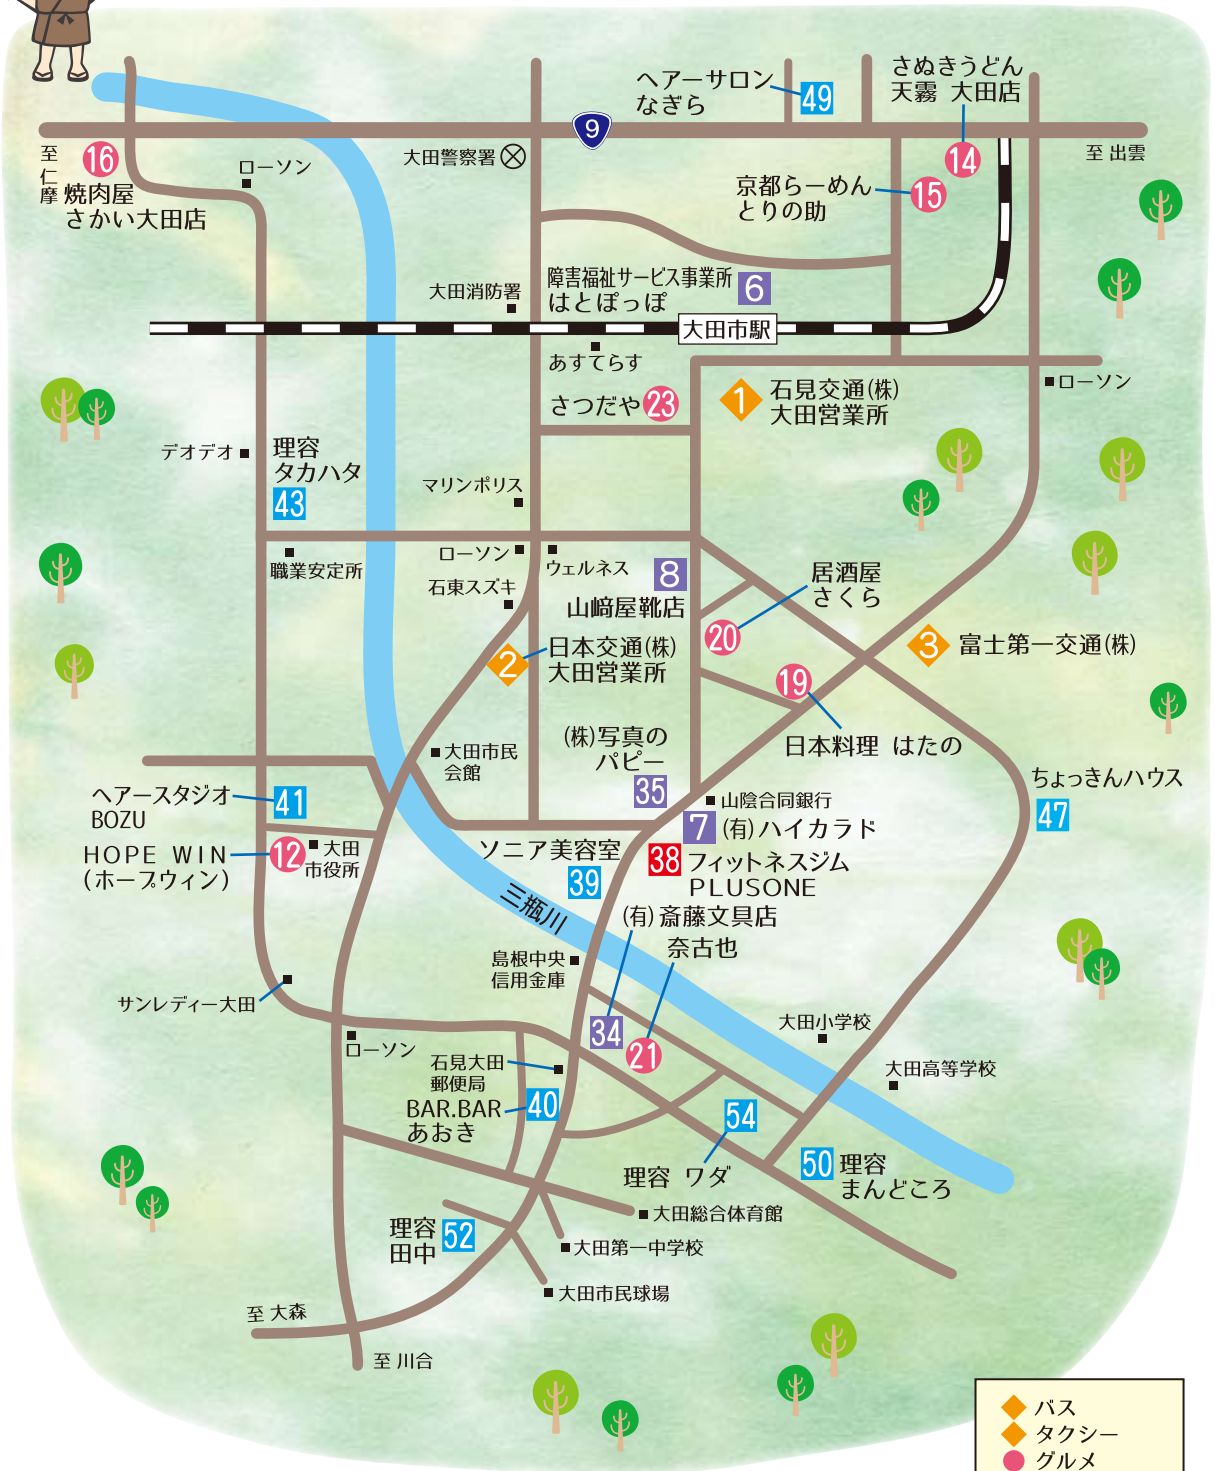 ヘアーサロン
なぎら
49
さぬきうどん
天霧 大田店
9
至 仁摩
16
焼肉屋
さかい大田店
ローソン
大田警察署
14
至 出雲
京都らーめん
とりの助
15
大田消防署
障害福祉サービス事業所
はとぽっぽ
6
大田市駅
あすてらす
さつだや
23
1
石見交通(株)
大田営業所
ローソン
デオデオ
理容
タカハタ
43
マリンポリス
ローソン
ウェルネス
職業安定所
石東スズキ
8
山﨑屋靴店
居酒屋
さくら
20
2
日本交通(株)
大田営業所
3
富士第一交通(株)
19
日本料理 はたの
(株)写真の
パピー
35
大田市民
会館
ヘアースタジオ
BOZU
41
山陰合同銀行
ちょっきんハウス
47
7
(有)ハイカラド
HOPE WIN
(ホープウィン)
12
大田
市役所
ソニア美容室
39
38
フィットネスジム
PLUSONE
三瓶川
(有)斎藤文具店
奈古也
島根中央
信用金庫
サンレディー大田
34
21
大田小学校
ローソン
石見大田
郵便局
大田高等学校
BAR.BAR
あおき
40
54
理容 ワダ
50
理容
まんどころ
大田総合体育館
理容
田中
52
大田第一中学校
大田市民球場
至 大森
至 川合
バス
タクシー
グルメ